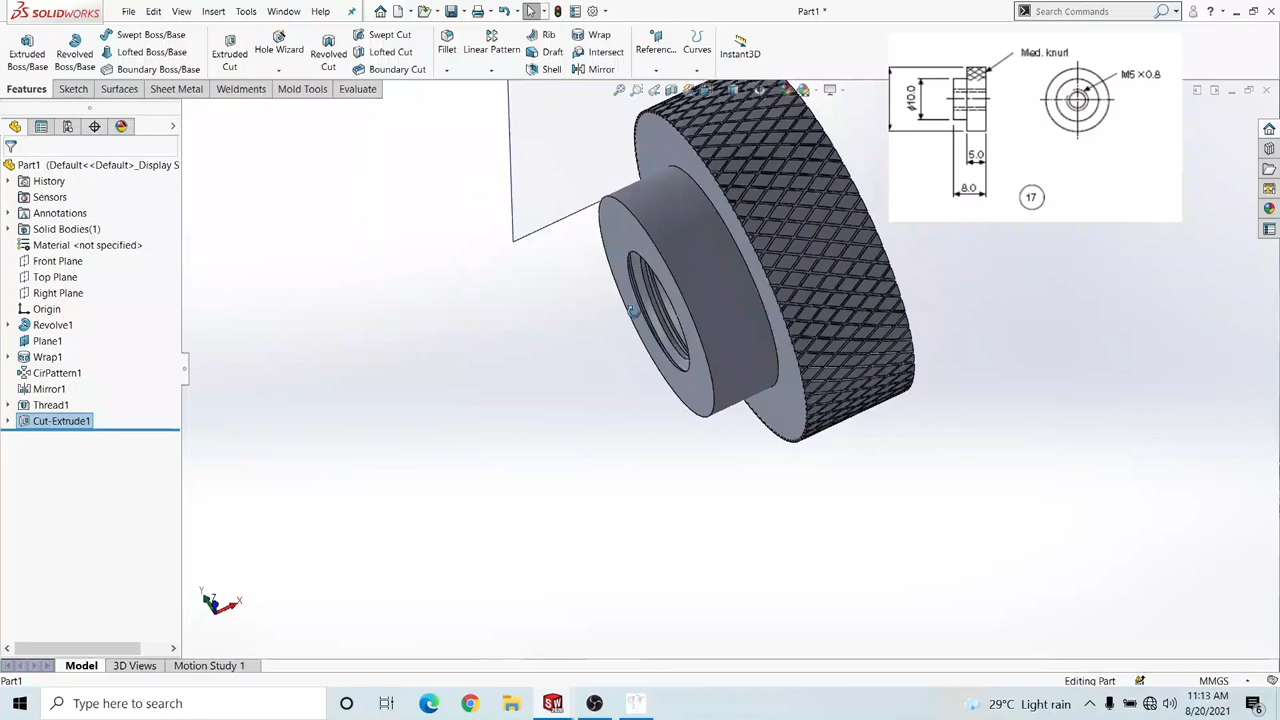 SOLIDWORKS
File
Edit
View
Insert
Tools
Window
Help
Part1 *
Search Commands
Extruded
Boss/Base
Revolved
Boss/Base
Swept Boss/Base
Lofted Boss/Base
Boundary Boss/Base
Extruded
Cut
Hole Wizard
Revolved
Cut
Swept Cut
Lofted Cut
Boundary Cut
Fillet
Linear Pattern
Rib
Draft
Shell
Wrap
Intersect
Mirror
Referenc...
Curves
Instant3D
Features
Sketch
Surfaces
Sheet Metal
Weldments
Mold Tools
Evaluate
Part1 (Default<<Default>_Display S
History
Sensors
Annotations
Solid Bodies(1)
Material <not specified>
Front Plane
Top Plane
Right Plane
Origin
Revolve1
Plane1
Wrap1
CirPattern1
Mirror1
Thread1
Cut-Extrude1
Med. knurl
M5×0.8
ϕ10.0
5.0
8.0
17
Y
Z
X
Model
3D Views
Motion Study 1
Part1
Editing Part
MMGS
Type here to search
29°C Light rain
11:13 AM
8/20/2021
6